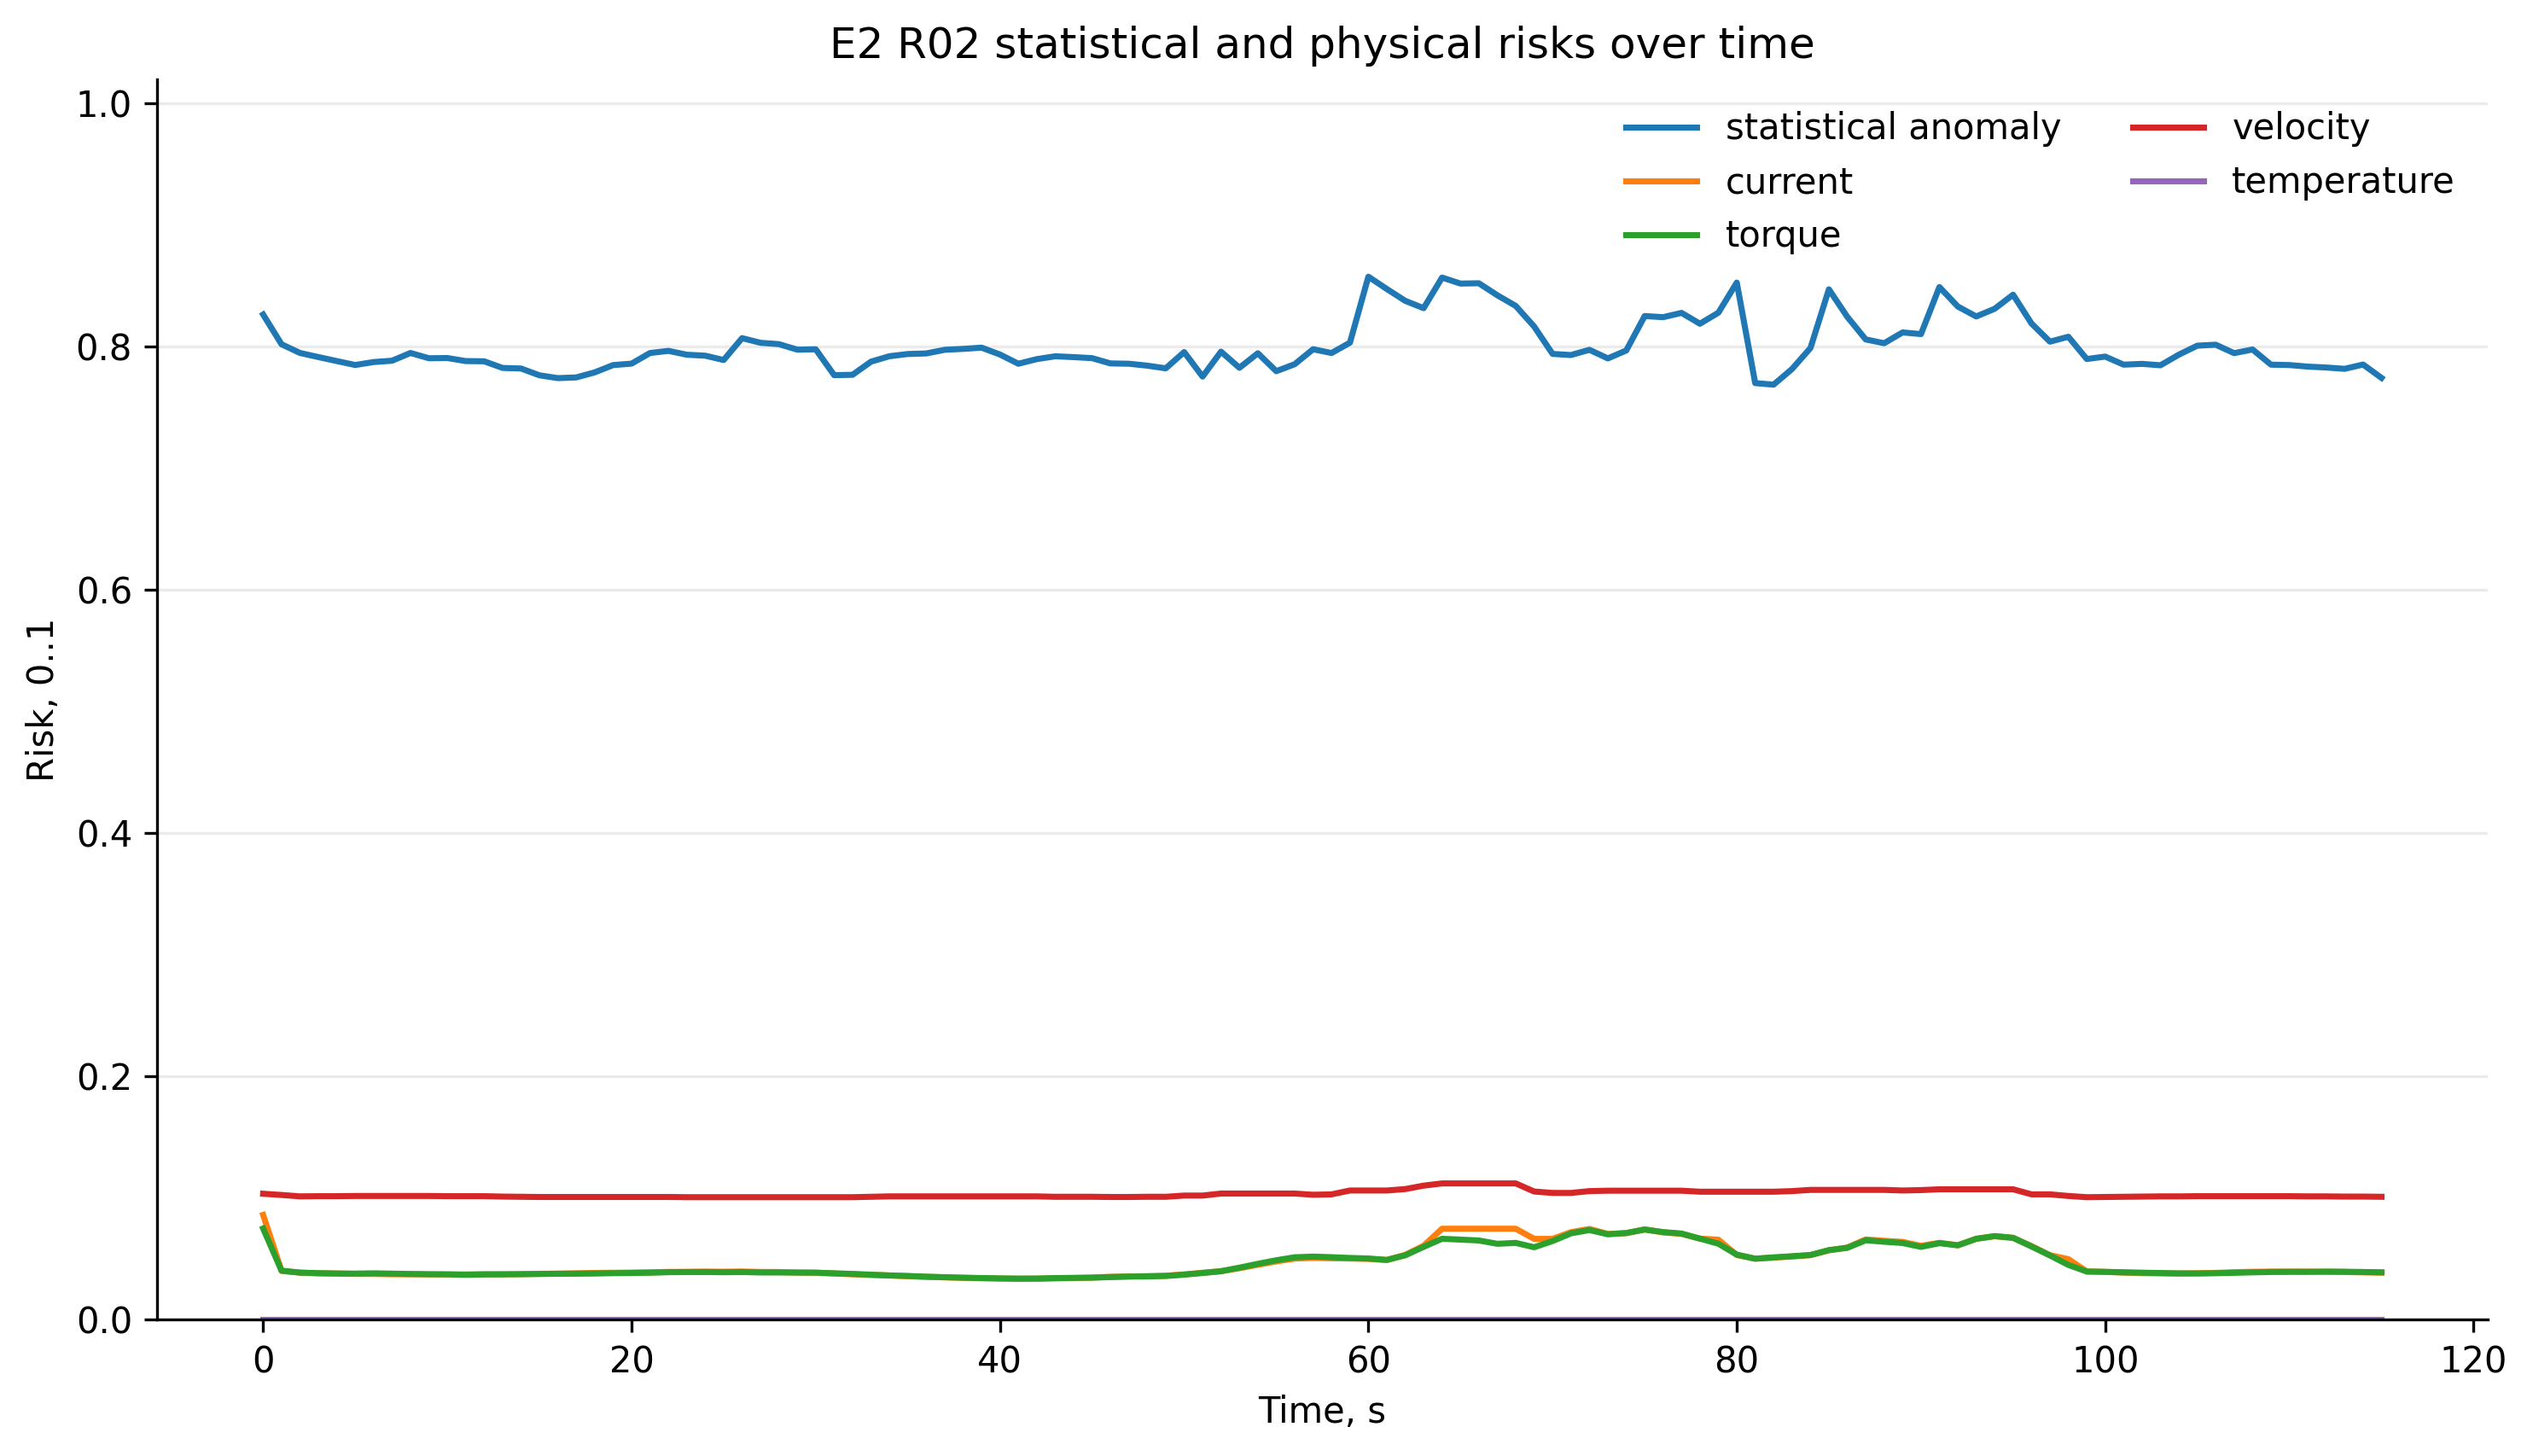 E2 R02 statistical and physical risks over time
1.0
0.8
0.6
0.4
0.2
0.0
Risk, 0..1
statistical anomaly
current
torque
velocity
temperature
0 20 40 60 80 100 120
Time, s